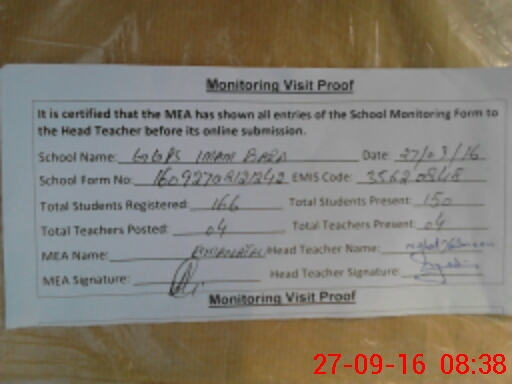 Monitoring Visit Proof
It is certified that the MEA has shown all entries of the School Monitoring Form to
the Head Teacher before its online submission.
School Name: GGPS IMAM BARA Date: 27/09/16
School Form No: EMIS Code:
Total Students Registered: 166 Total Students Present: 150
Total Teachers Posted: 04 Total Teachers Present: 04
MEA Name: Head Teacher Name:
MEA Signature: Head Teacher Signature:
Monitoring Visit Proof
27-09-16 08:38